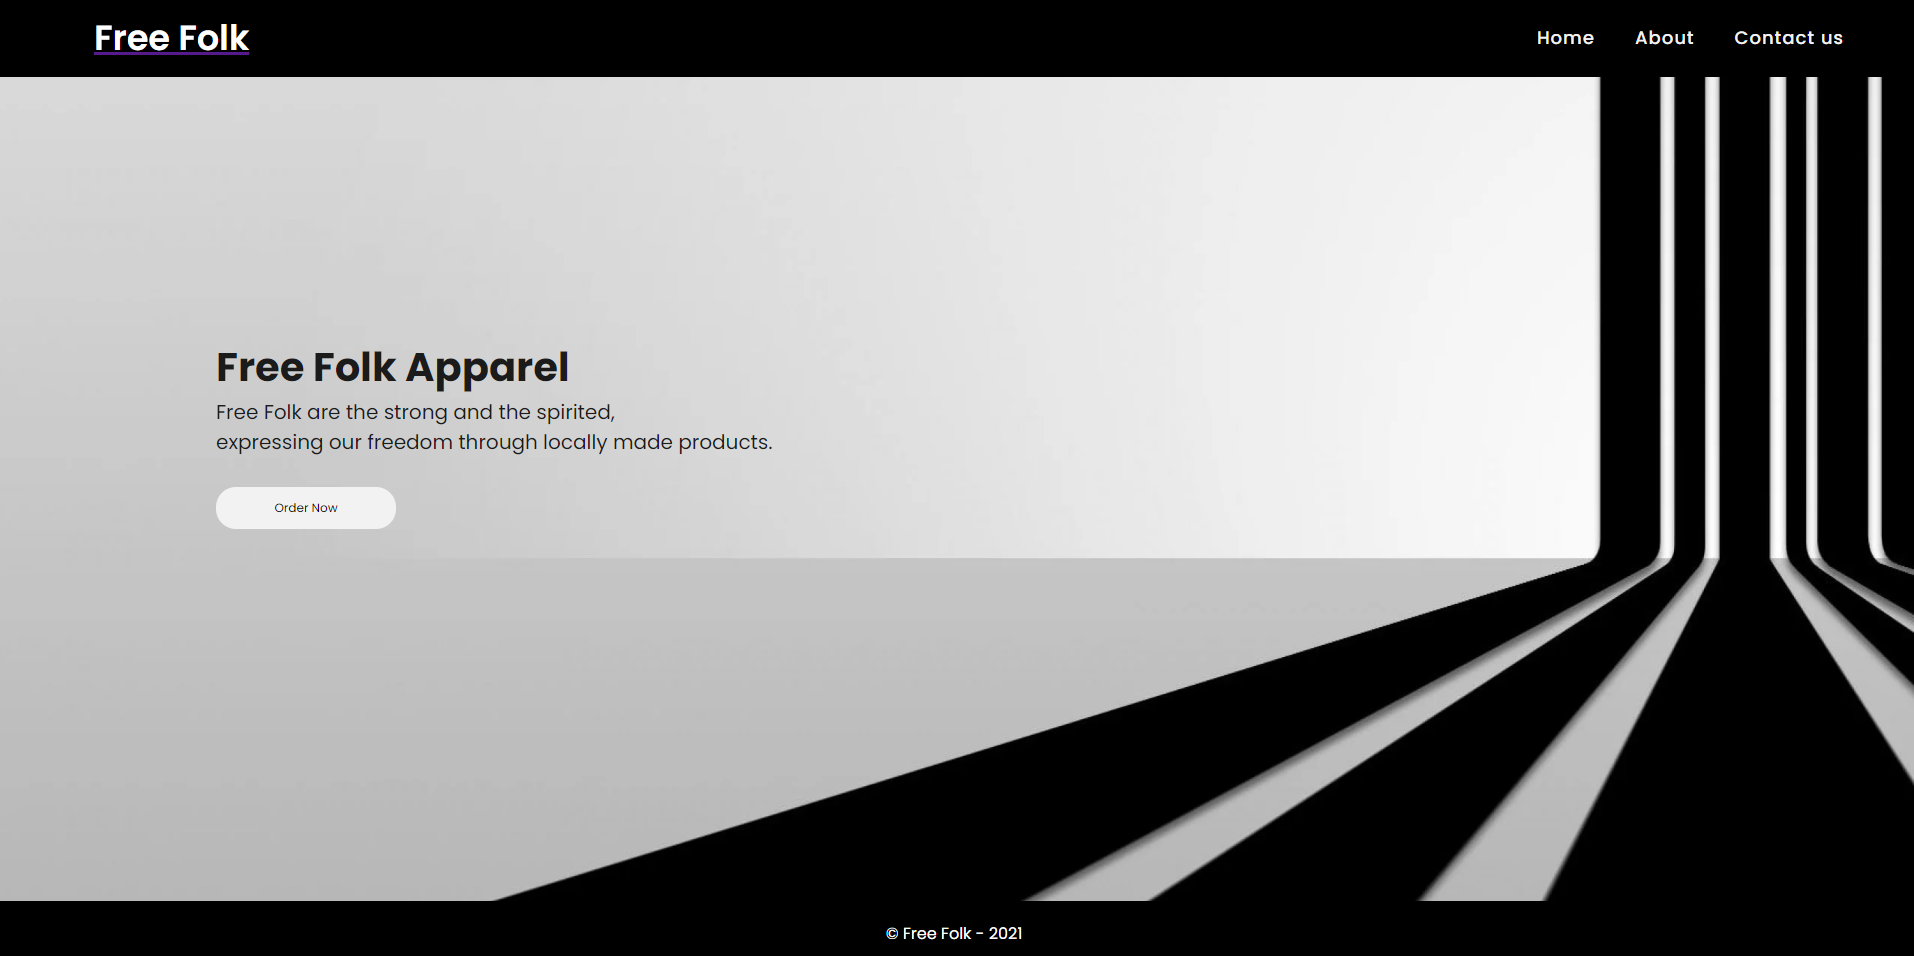 Free Folk
Home About Contact us
Free Folk Apparel
Free Folk are the strong and the spirited,
expressing our freedom through locally made products.
Order Now
© Free Folk - 2021